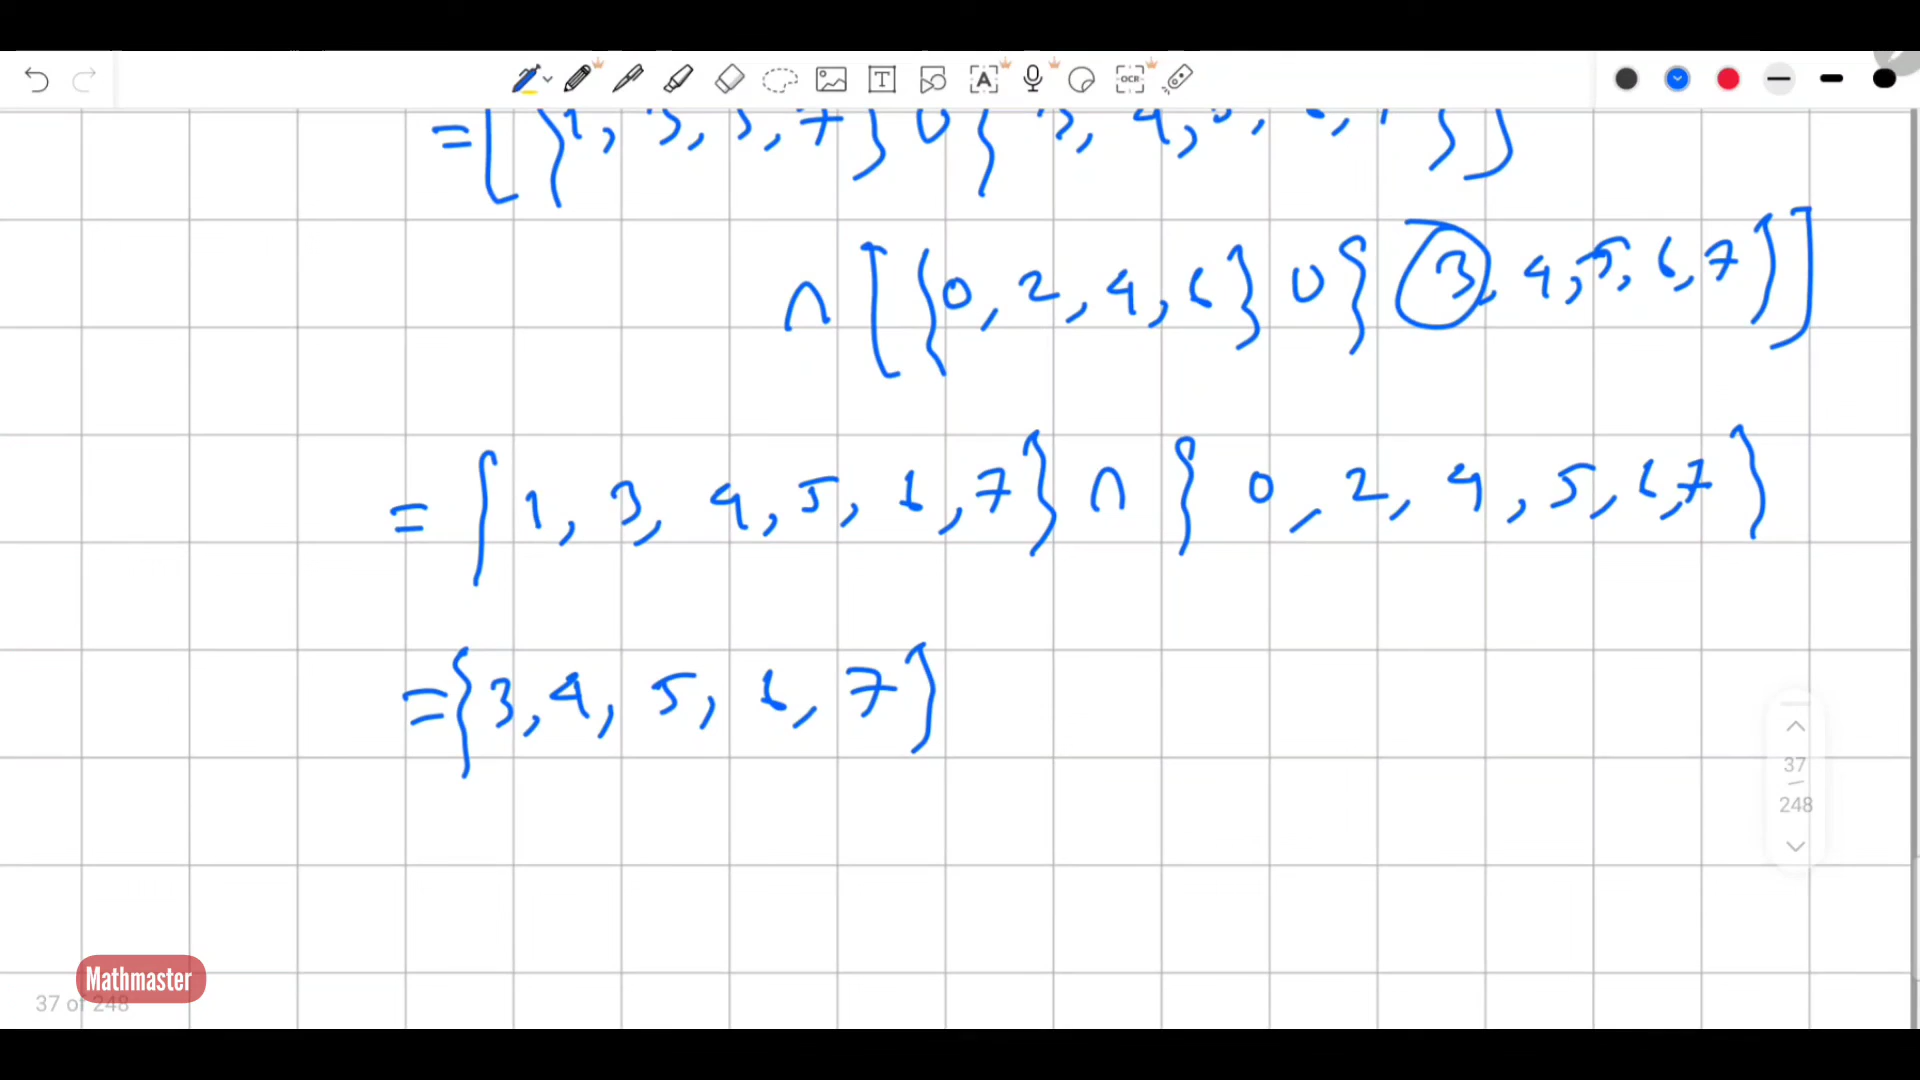 ∩ [{0, 2, 4, 6} ∪ {3, 4, 5, 6, 7}]
= {1, 3, 4, 5, 6, 7} ∩ {0, 2, 4, 5, 6, 7}
= {3, 4, 5, 6, 7}
37
248
Mathmaster
37 of 248